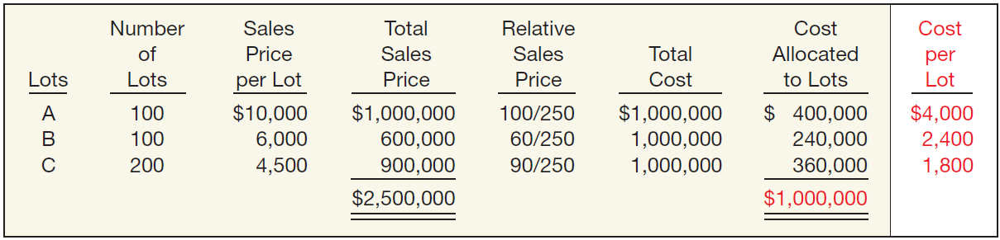 Number Sales Total Relative Cost Cost
of Price Sales Sales Total Allocated per
Lots Lots per Lot Price Price Cost to Lots Lot
A 100 $10,000 $1,000,000 100/250 $1,000,000 $ 400,000 $4,000
B 100 6,000 600,000 60/250 1,000,000 240,000 2,400
C 200 4,500 900,000 90/250 1,000,000 360,000 1,800
$2,500,000 $1,000,000